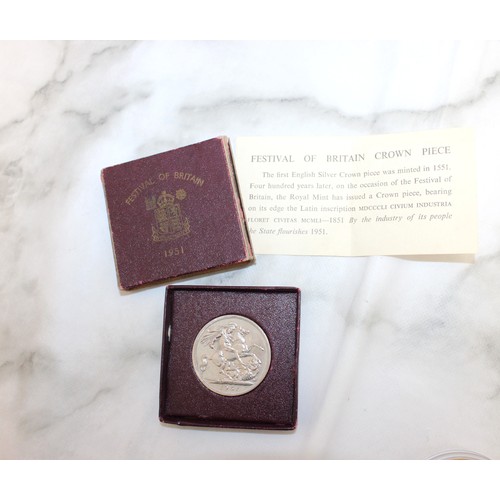 FESTIVAL OF BRITAIN
1951
FESTIVAL OF BRITAIN CROWN PIECE
The first English Silver Crown piece was minted in 1551.
Four hundred years later, on the occasion of the Festival of
Britain, the Royal Mint has issued a Crown piece, bearing
on its edge the Latin inscription MDCCCLI CIVIUM INDUSTRIA
FLORET CIVITAS MCMLI—1851 By the industry of its people
the State flourishes 1951.